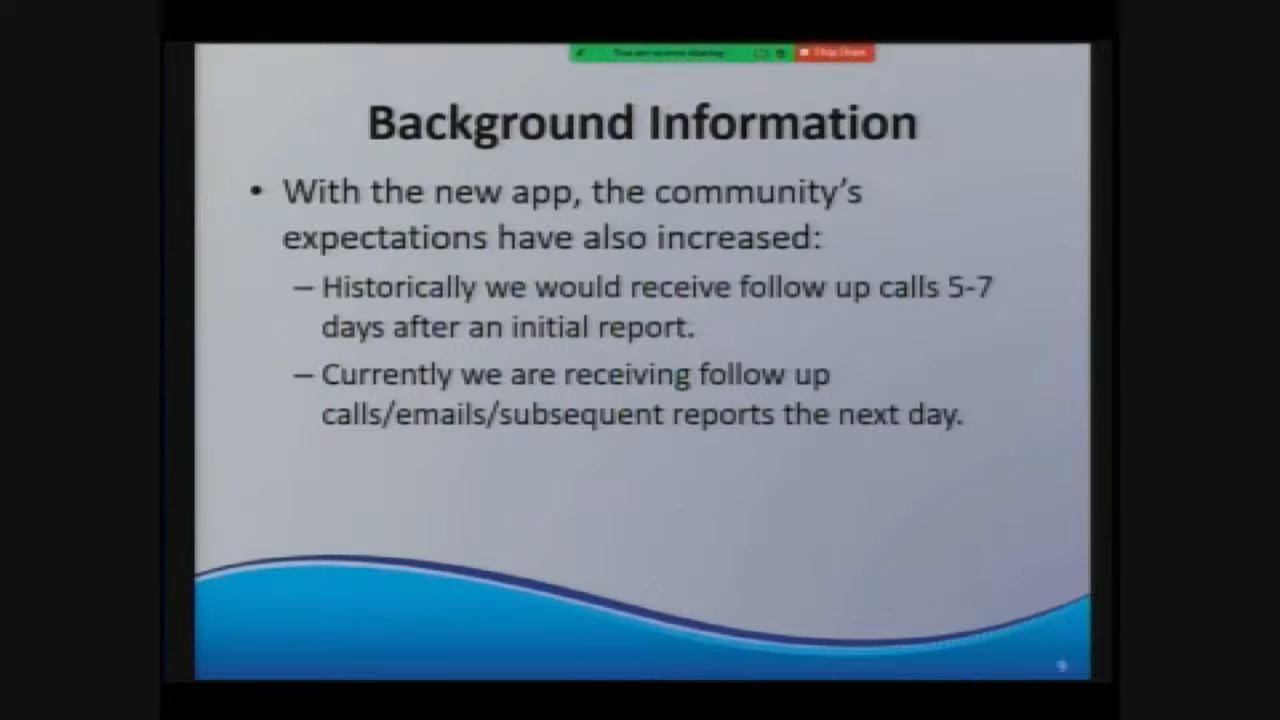 Background Information
• With the new app, the community's
expectations have also increased:
– Historically we would receive follow up calls 5-7
days after an initial report.
– Currently we are receiving follow up
calls/emails/subsequent reports the next day.
9